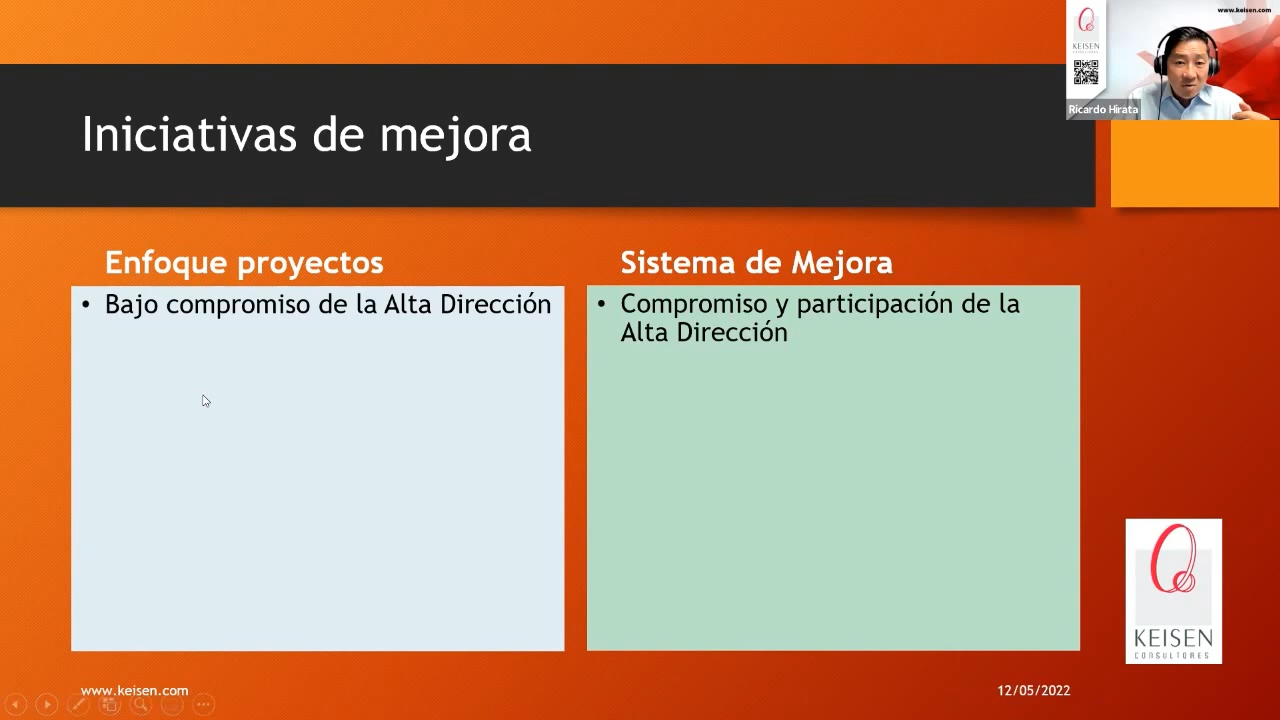 www.keisen.com
KEISEN
CONSULTORES
Ricardo Hirata
Iniciativas de mejora
Enfoque proyectos
• Bajo compromiso de la Alta Dirección
Sistema de Mejora
• Compromiso y participación de la
Alta Dirección
KEISEN
CONSULTORES
www.keisen.com
12/05/2022